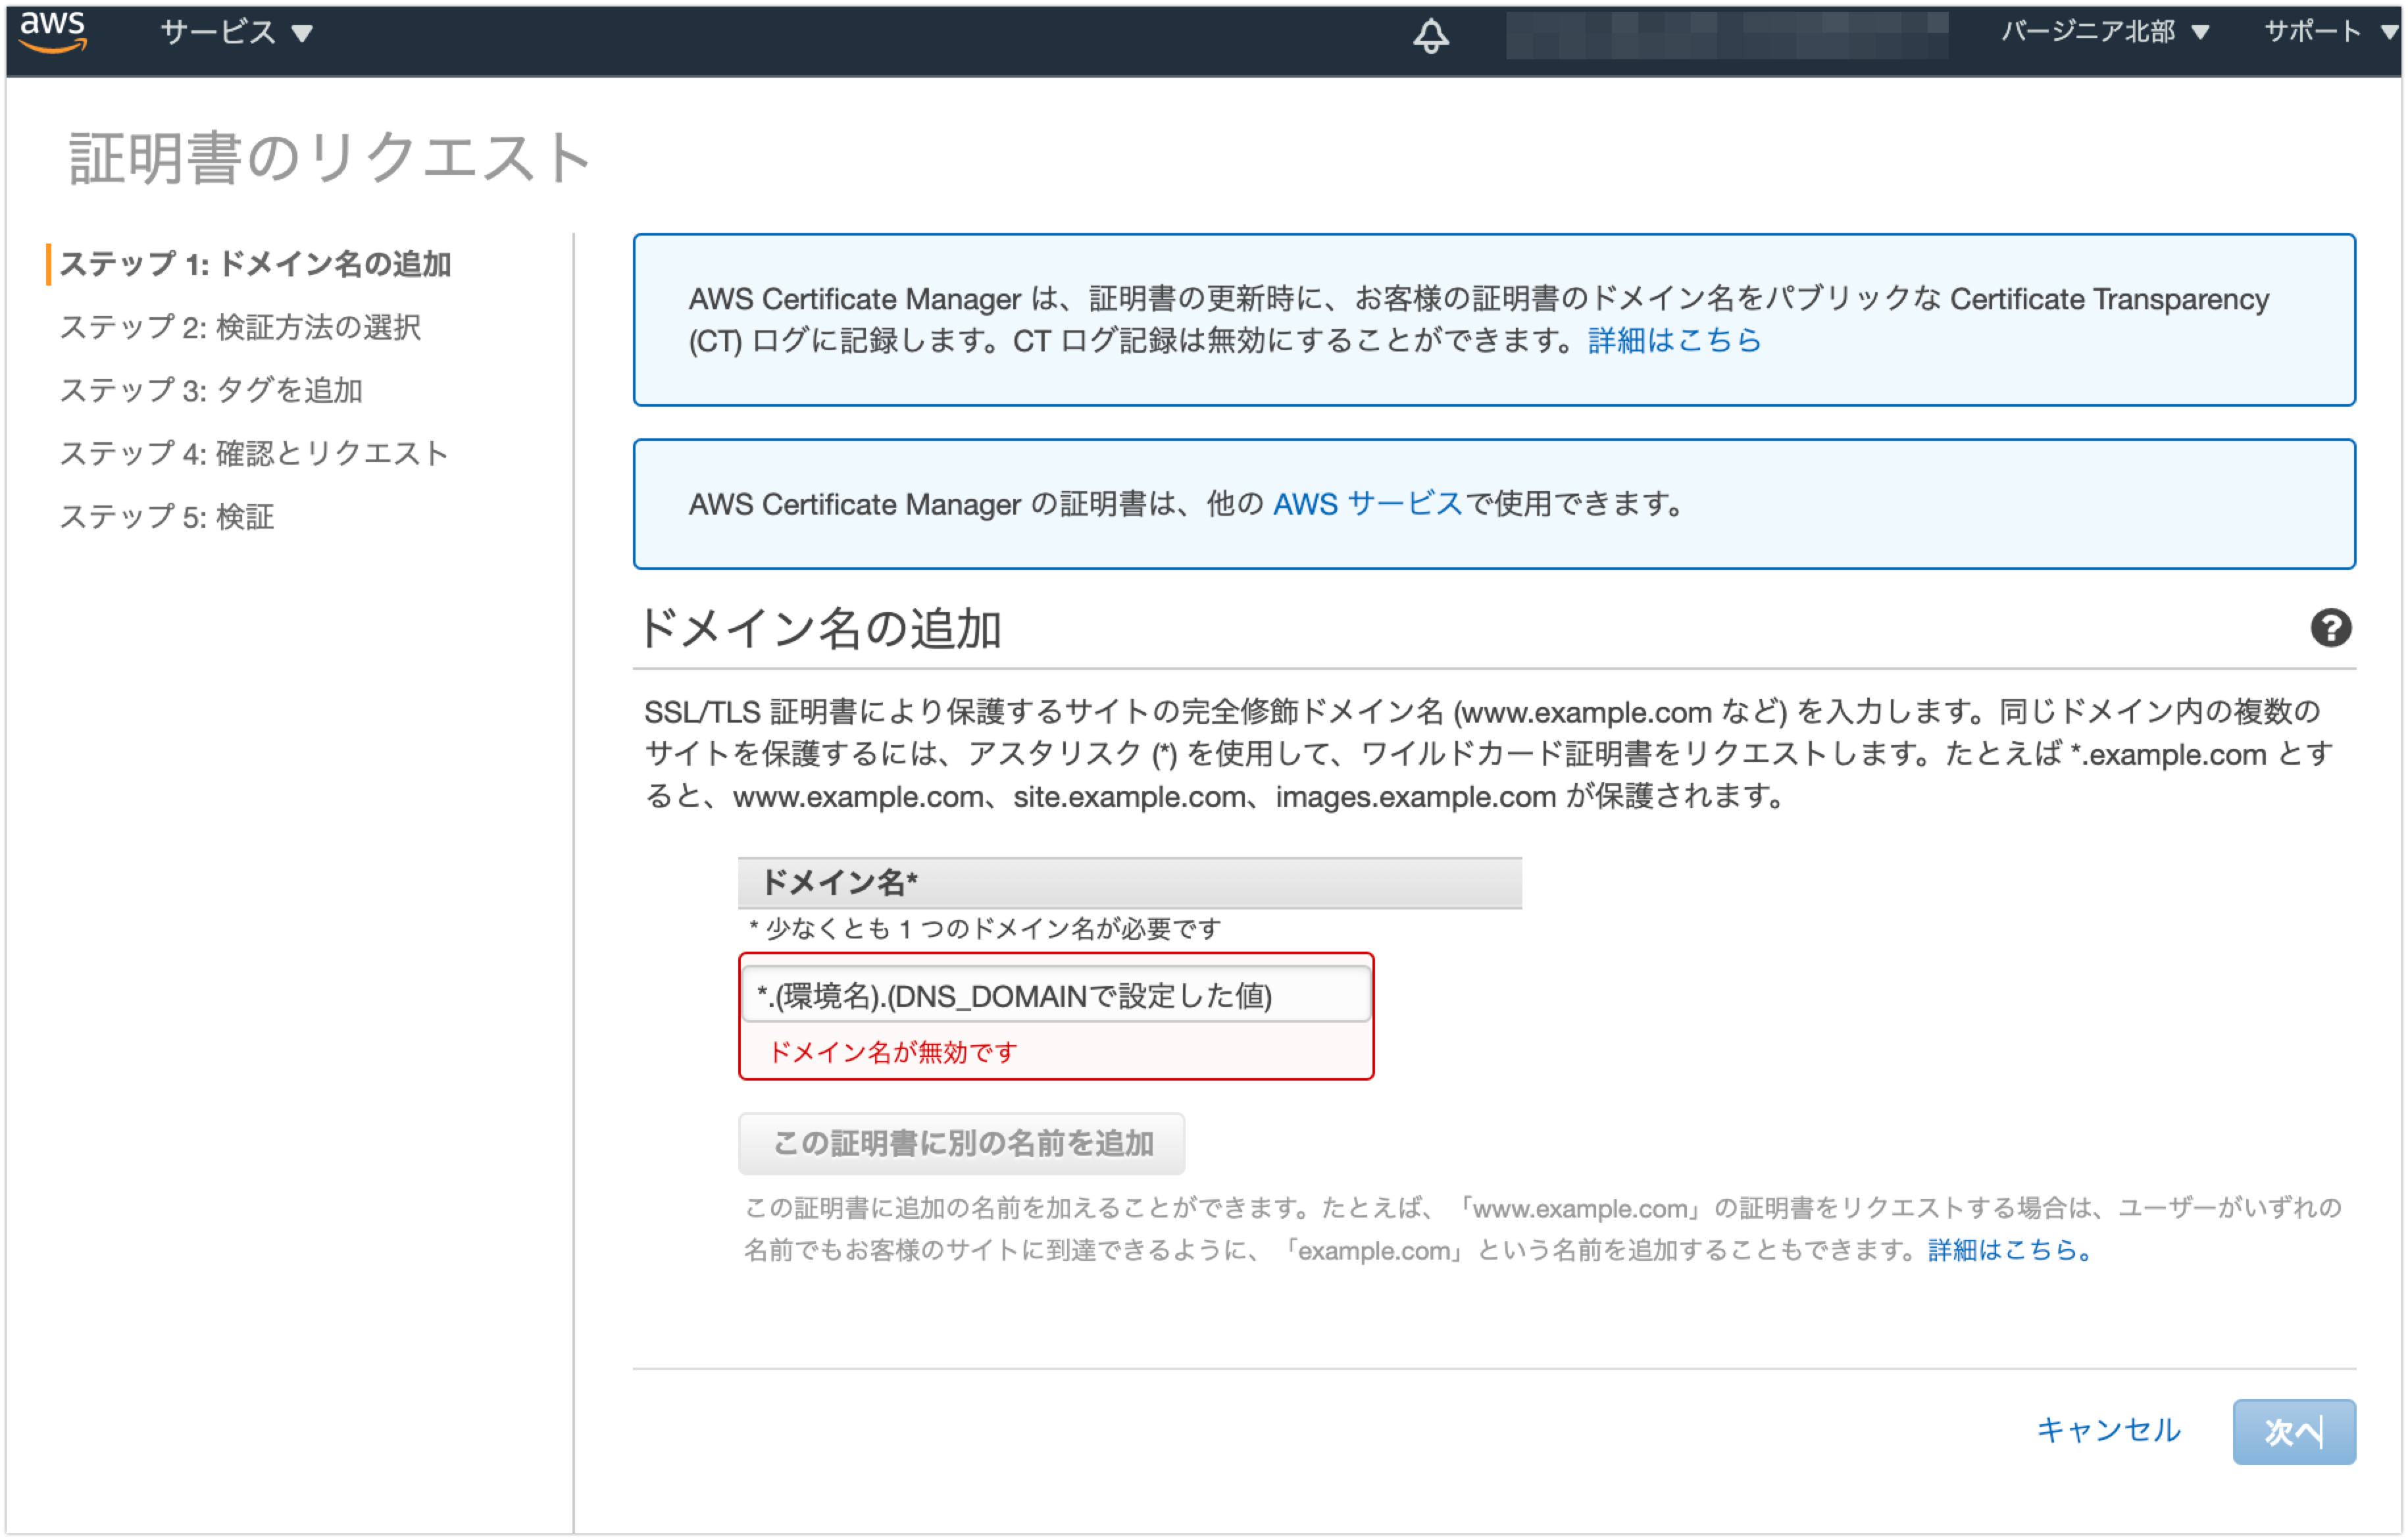 aws サービス バージニア北部 サポート
証明書のリクエスト
ステップ 1: ドメイン名の追加
ステップ 2: 検証方法の選択
ステップ 3: タグを追加
ステップ 4: 確認とリクエスト
ステップ 5: 検証
AWS Certificate Manager は、証明書の更新時に、お客様の証明書のドメイン名をパブリックな Certificate Transparency
(CT) ログに記録します。CT ログ記録は無効にすることができます。詳細はこちら
AWS Certificate Manager の証明書は、他の AWS サービスで使用できます。
ドメイン名の追加
?
SSL/TLS 証明書により保護するサイトの完全修飾ドメイン名 (www.example.com など) を入力します。同じドメイン内の複数の
サイトを保護するには、アスタリスク (*) を使用して、ワイルドカード証明書をリクエストします。たとえば *.example.com とす
ると、www.example.com、site.example.com、images.example.com が保護されます。
ドメイン名*
* 少なくとも 1 つのドメイン名が必要です
*.(環境名).(DNS_DOMAINで設定した値)
ドメイン名が無効です
この証明書に別の名前を追加
この証明書に追加の名前を加えることができます。たとえば、「www.example.com」の証明書をリクエストする場合は、ユーザーがいずれの
名前でもお客様のサイトに到達できるように、「example.com」という名前を追加することもできます。詳細はこちら。
キャンセル 次へ